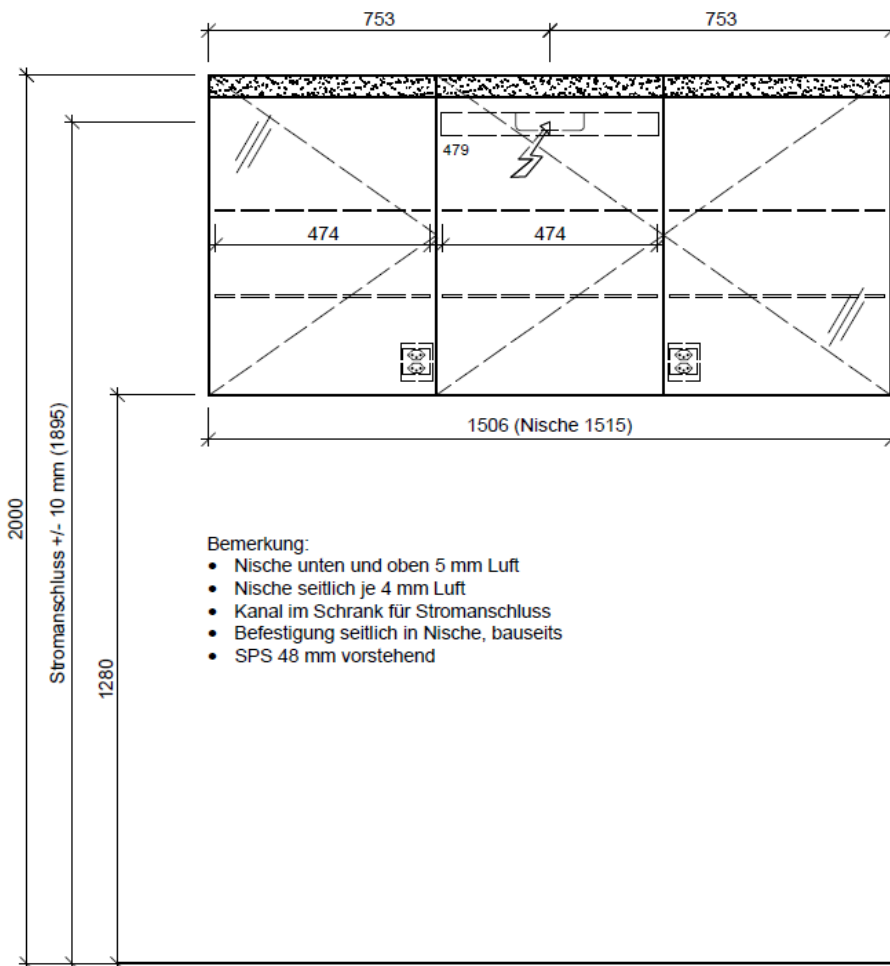 753
753
479
474
474
1506 (Nische 1515)
2000
Stromanschluss +/- 10 mm (1895)
1280
Bemerkung:
• Nische unten und oben 5 mm Luft
• Nische seitlich je 4 mm Luft
• Kanal im Schrank für Stromanschluss
• Befestigung seitlich in Nische, bauseits
• SPS 48 mm vorstehend